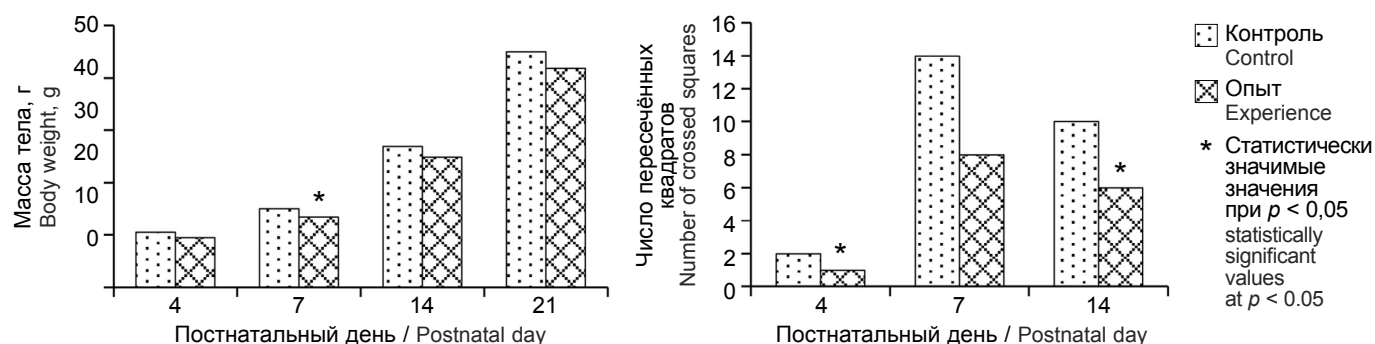 50
40
20
10
0
Масса тела, г
Body weight, g
4 7 14 21
Постнатальный день / Postnatal day
16
14
12
10
8
6
4
2
0
Число пересечённых
квадратов
Number of crossed squares
4 7 14
Постнатальный день / Postnatal day
*
*
*
Контроль
Control
Опыт
Experience
* Статистически
значимые
значения
при p < 0,05
statistically
significant
values
at p < 0.05